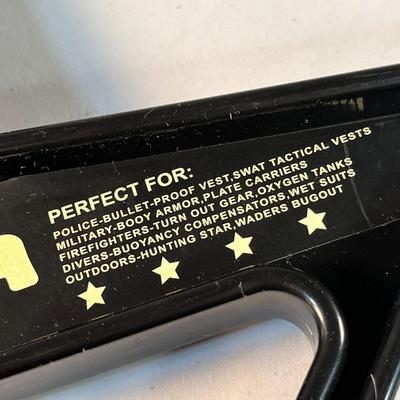 PERFECT FOR:
POLICE-BULLET-PROOF VEST,SWAT TACTICAL VESTS
MILITARY-BODY ARMOR,PLATE CARRIERS
FIREFIGHTERS-TURN OUT GEAR,OXYGEN TANKS
DIVERS-BUOYANCY COMPENSATORS,WET SUITS
OUTDOORS-HUNTING STAR,WADERS BUGOUT